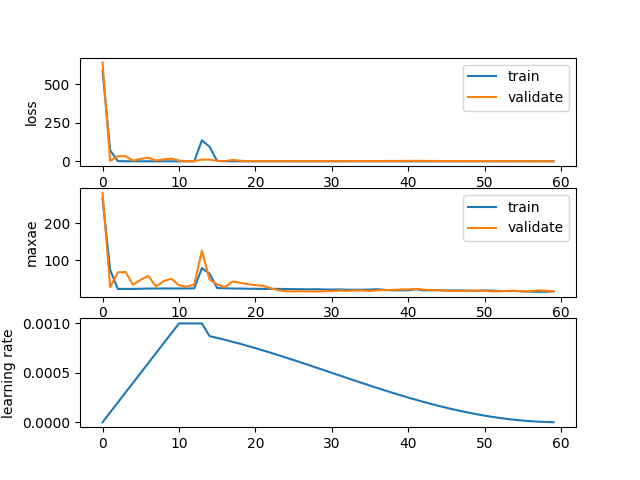 500
250
0
loss
train
validate
0 10 20 30 40 50 60
200
100
maxae
train
validate
0 10 20 30 40 50 60
0.0010
0.0005
0.0000
learning rate
0 10 20 30 40 50 60